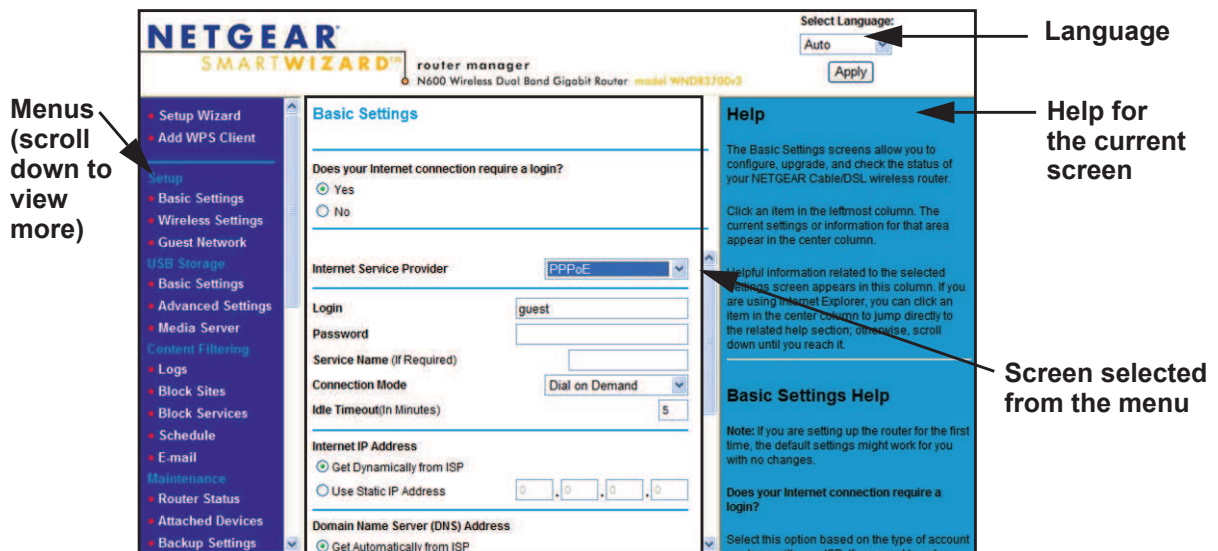 NETGEAR
SMARTWIZARD™
router manager
N600 Wireless Dual Band Gigabit Router model WNDR3700v3
Select Language:
Auto
Apply
Language
Menus
(scroll
down to
view
more)
Setup Wizard
Add WPS Client
Setup
Basic Settings
Wireless Settings
Guest Network
USB Storage
Basic Settings
Advanced Settings
Media Server
Content Filtering
Logs
Block Sites
Block Services
Schedule
E-mail
Maintenance
Router Status
Attached Devices
Backup Settings
Basic Settings
Does your Internet connection require a login?
Yes
No
Internet Service Provider PPPoE
Login guest
Password
Service Name (If Required)
Connection Mode Dial on Demand
Idle Timeout(In Minutes) 5
Internet IP Address
Get Dynamically from ISP
Use Static IP Address 0 . 0 . 0 . 0
Domain Name Server (DNS) Address
Get Automatically from ISP
Help
The Basic Settings screens allow you to
configure, upgrade, and check the status of
your NETGEAR Cable/DSL wireless router.
Click an item in the leftmost column. The
current settings or information for that area
appear in the center column.
Helpful information related to the selected
settings screen appears in this column. If you
are using Internet Explorer, you can click an
item in the center column to jump directly to
the related help section; otherwise, scroll
down until you reach it.
Basic Settings Help
Note: If you are setting up the router for the first
time, the default settings might work for you
with no changes.
Does your Internet connection require a
login?
Select this option based on the type of account
Help for
the current
screen
Screen selected
from the menu